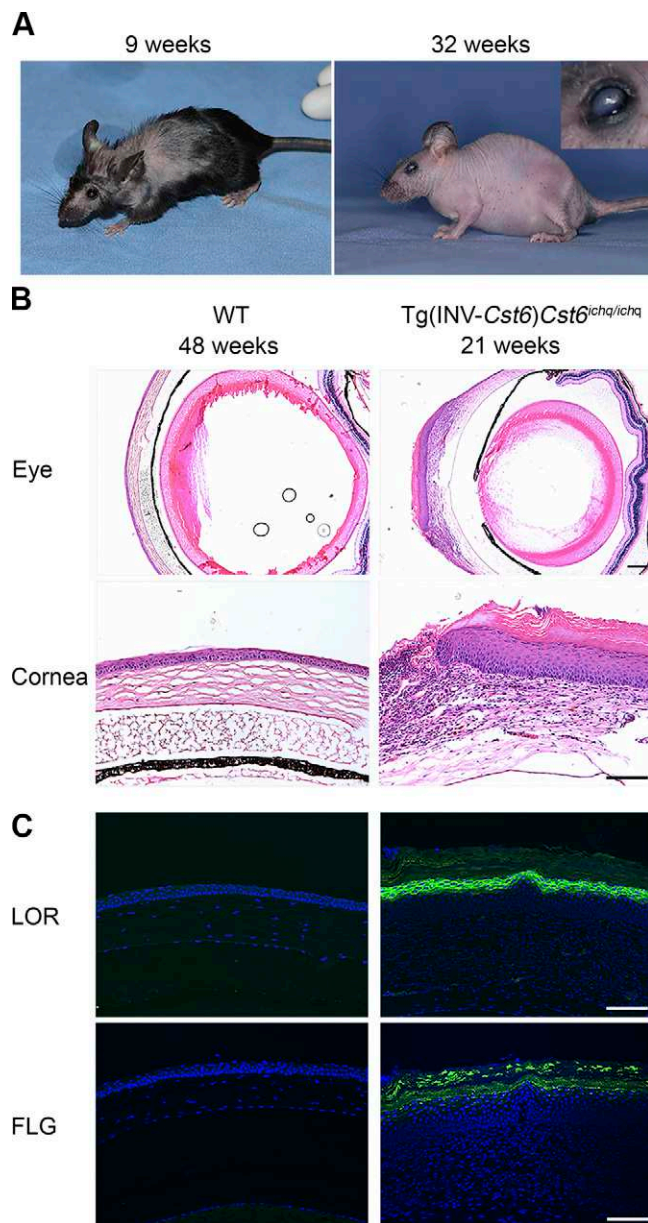 A
9 weeks 32 weeks
B
WT Tg(INV-Cst6)Cst6ichq/ichq
48 weeks 21 weeks
Eye
Cornea
C
LOR
FLG